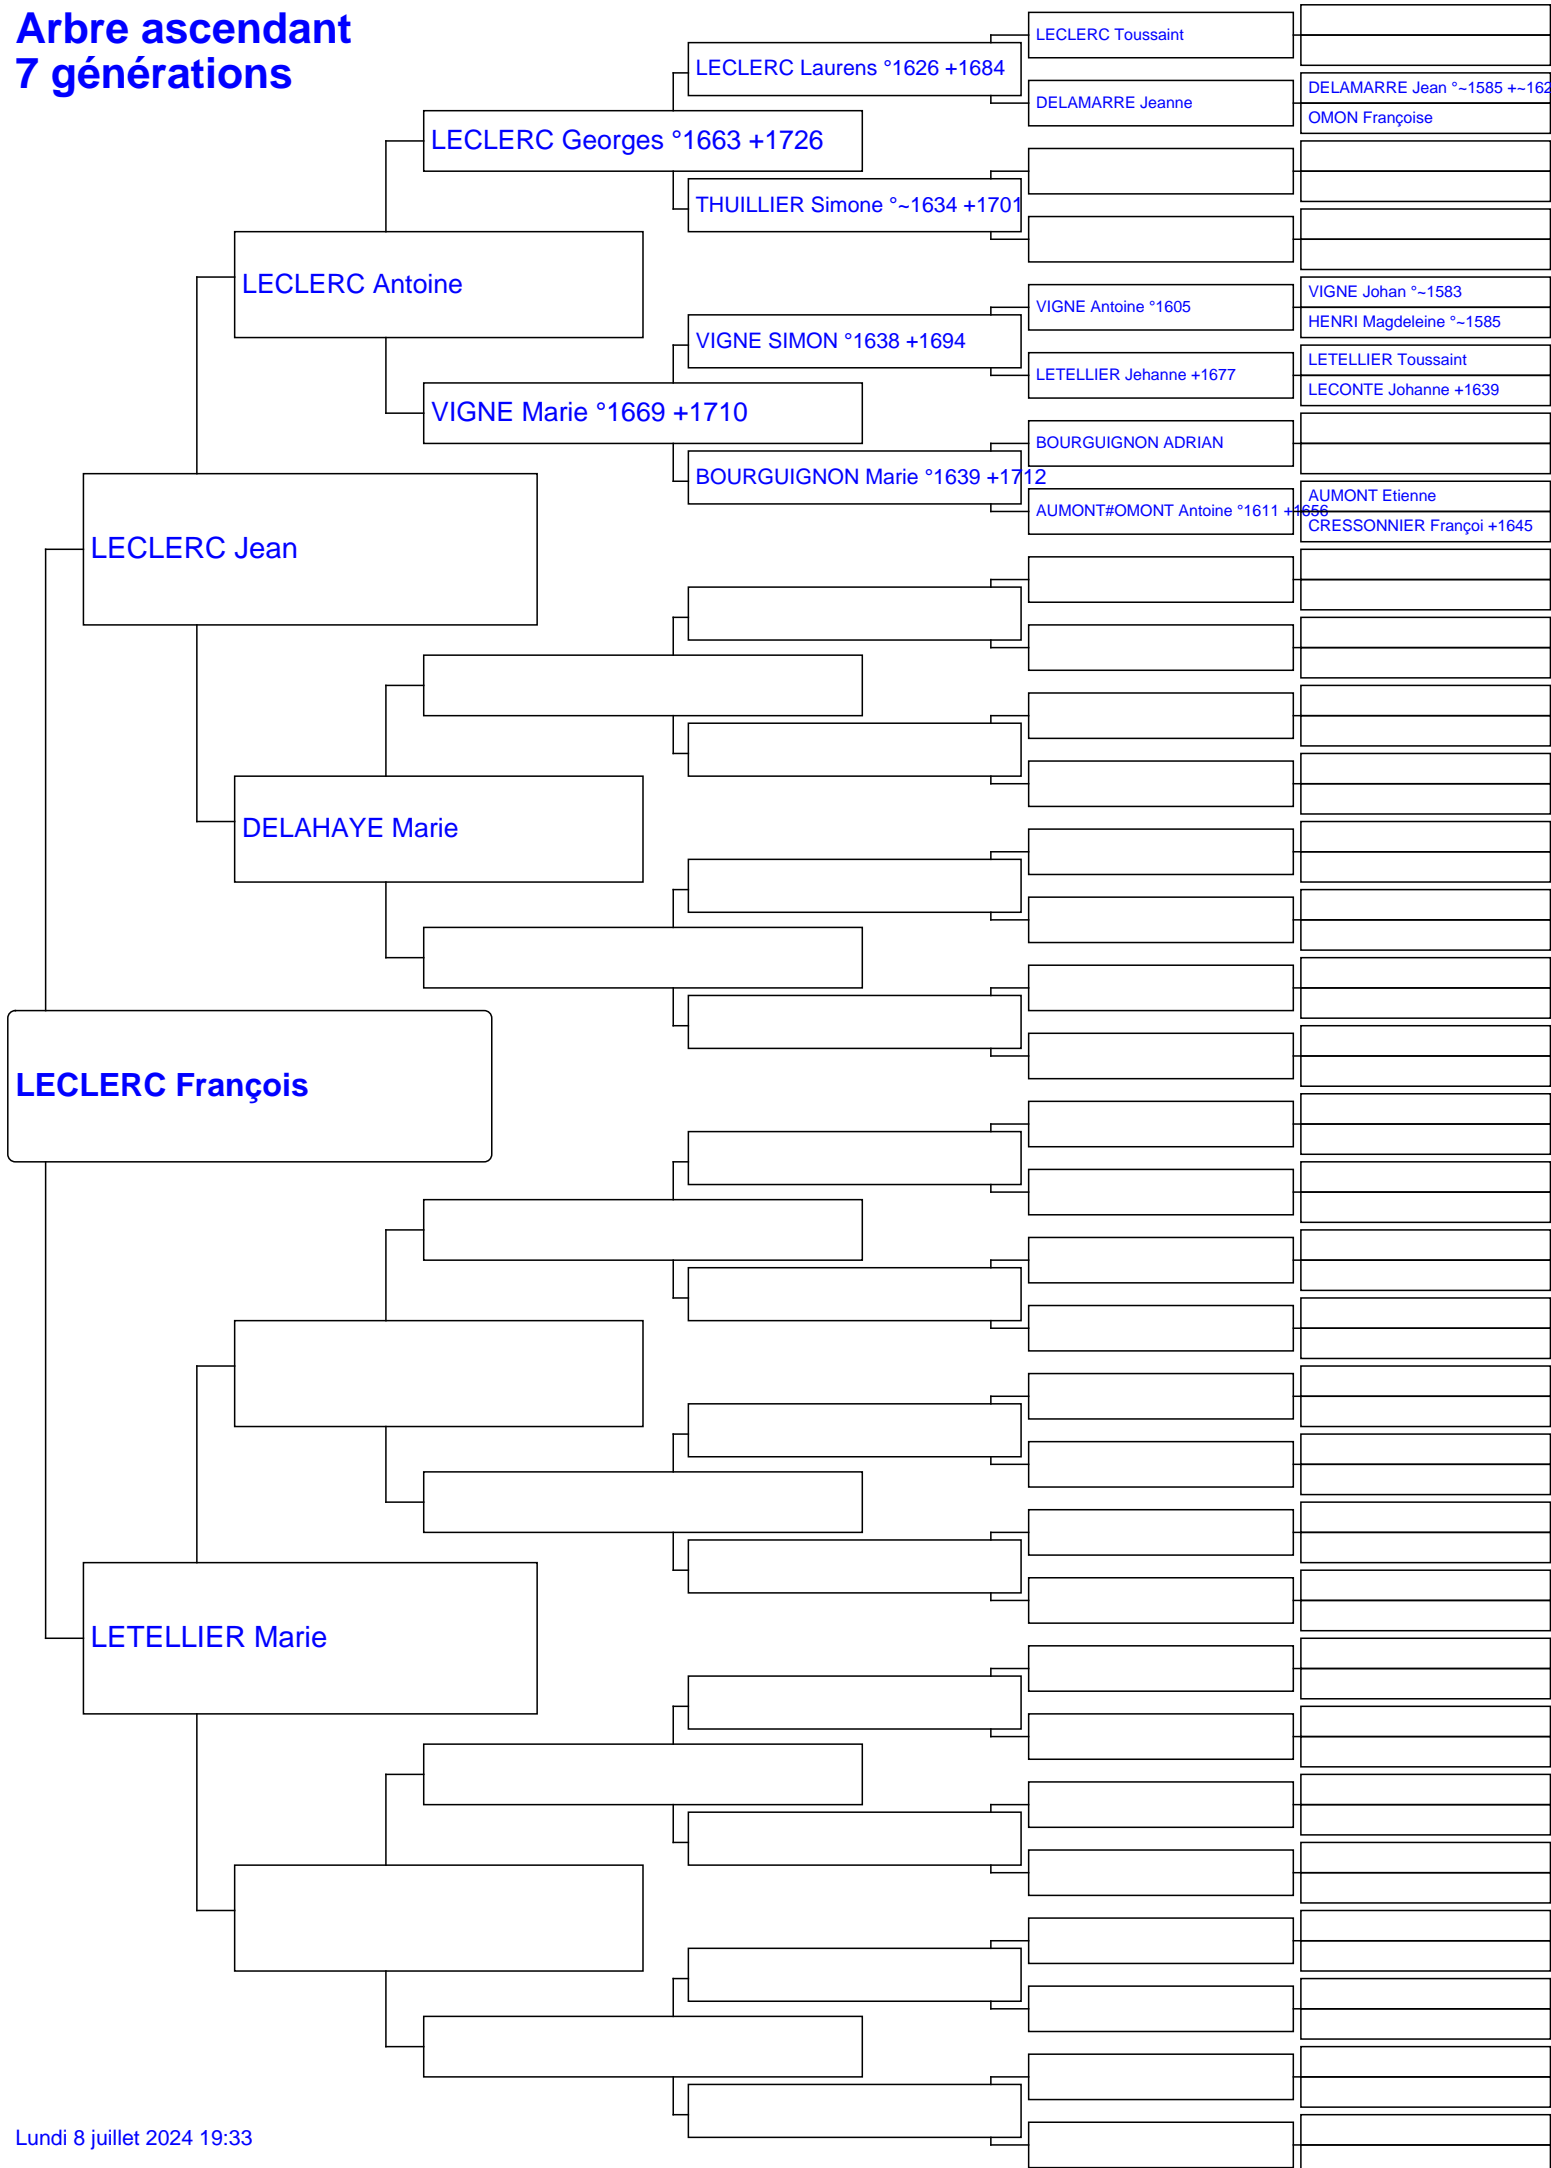 Arbre ascendant
7 générations
LECLERC Toussaint
LECLERC Laurens °1626 +1684
DELAMARRE Jean °~1585 +~162
DELAMARRE Jeanne
OMON Françoise
LECLERC Georges °1663 +1726
THUILLIER Simone °~1634 +1701
LECLERC Antoine
VIGNE Johan °~1583
VIGNE Antoine °1605
HENRI Magdeleine °~1585
VIGNE SIMON °1638 +1694
LETELLIER Toussaint
LETELLIER Jehanne +1677
LECONTE Johanne +1639
VIGNE Marie °1669 +1710
BOURGUIGNON ADRIAN
BOURGUIGNON Marie °1639 +1712
AUMONT Etienne
AUMONT#OMONT Antoine °1611 +1656
CRESSONNIER Françoi +1645
LECLERC Jean
DELAHAYE Marie
LECLERC François
LETELLIER Marie
Lundi 8 juillet 2024 19:33